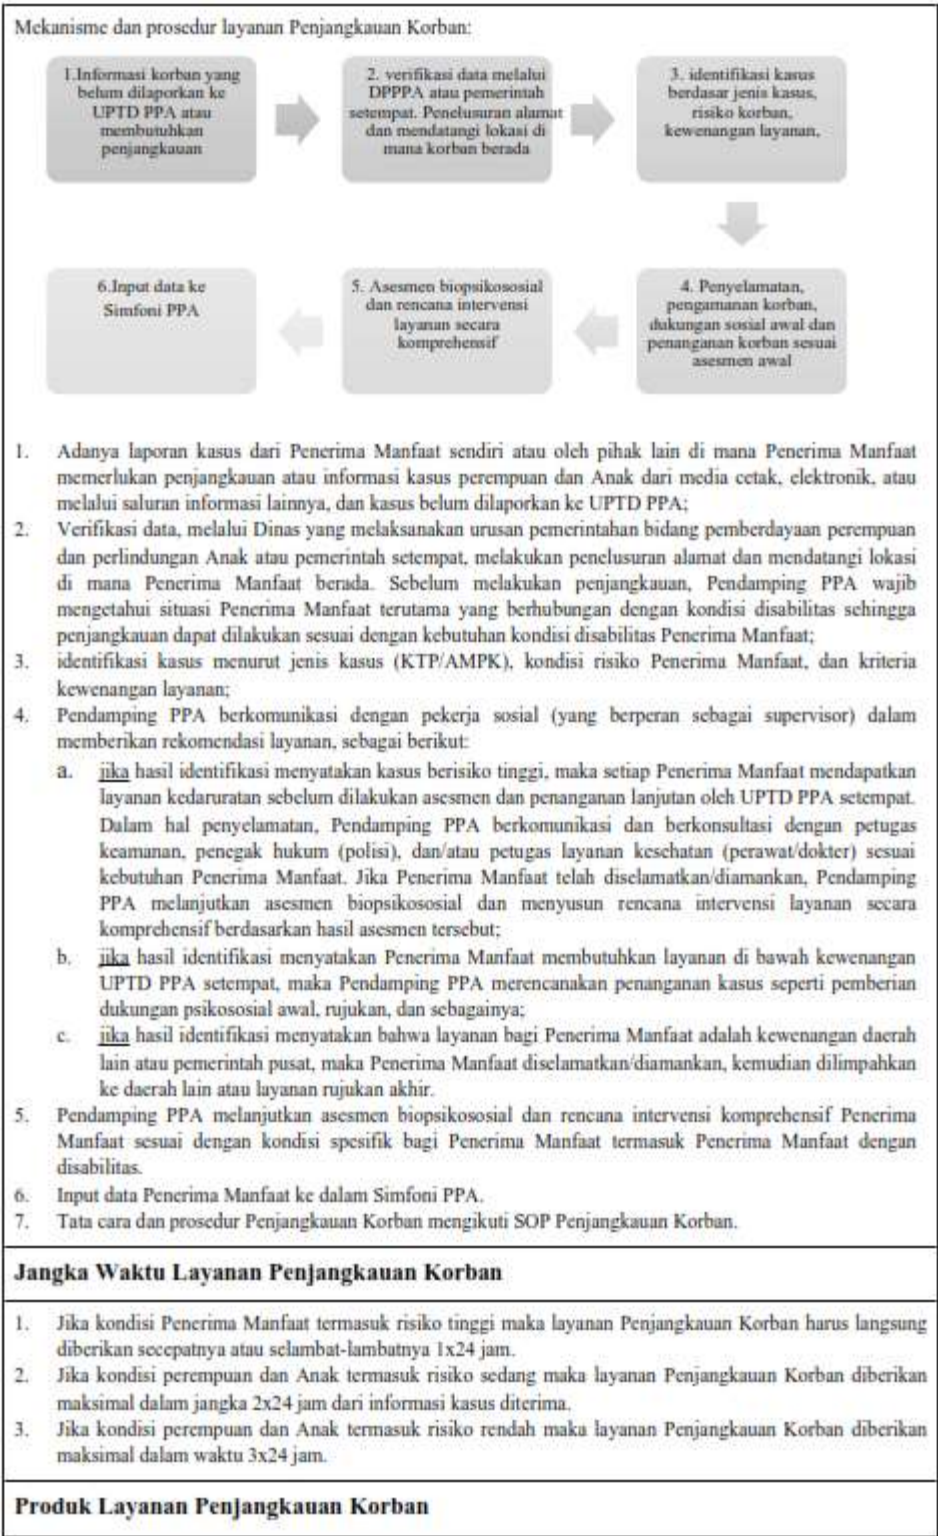 Mekanisme dan prosedur layanan Penjangkauan Korban:
1.Informasi korban yang
belum dilaporkan ke
UPTD PPA atau
membutuhkan
penjangkauan
2. verifikasi data melalui
DPPPA atau pemerintah
setempat. Penelusuran alamat
dan mendatangi lokasi di
mana korban berada
3. identifikasi kasus
berdasar jenis kasus,
risiko korban,
kewenangan layanan,
4. Penyelamatan,
pengamanan korban,
dukungan sosial awal dan
penanganan korban sesuai
asesmen awal
5. Asesmen biopsikososial
dan rencana intervensi
layanan secara
komprehensif
6.Input data ke
Simfoni PPA
1. Adanya laporan kasus dari Penerima Manfaat sendiri atau oleh pihak lain di mana Penerima Manfaat
memerlukan penjangkauan atau informasi kasus perempuan dan Anak dari media cetak, elektronik, atau
melalui saluran informasi lainnya, dan kasus belum dilaporkan ke UPTD PPA;
2. Verifikasi data, melalui Dinas yang melaksanakan urusan pemerintahan bidang pemberdayaan perempuan
dan perlindungan Anak atau pemerintah setempat, melakukan penelusuran alamat dan mendatangi lokasi
di mana Penerima Manfaat berada. Sebelum melakukan penjangkauan, Pendamping PPA wajib
mengetahui situasi Penerima Manfaat terutama yang berhubungan dengan kondisi disabilitas sehingga
penjangkauan dapat dilakukan sesuai dengan kebutuhan kondisi disabilitas Penerima Manfaat;
3. identifikasi kasus menurut jenis kasus (KTP/AMPK), kondisi risiko Penerima Manfaat, dan kriteria
kewenangan layanan;
4. Pendamping PPA berkomunikasi dengan pekerja sosial (yang berperan sebagai supervisor) dalam
memberikan rekomendasi layanan, sebagai berikut:
a. jika hasil identifikasi menyatakan kasus berisiko tinggi, maka setiap Penerima Manfaat mendapatkan
layanan kedaruratan sebelum dilakukan asesmen dan penanganan lanjutan oleh UPTD PPA setempat.
Dalam hal penyelamatan, Pendamping PPA berkomunikasi dan berkonsultasi dengan petugas
keamanan, penegak hukum (polisi), dan/atau petugas layanan kesehatan (perawat/dokter) sesuai
kebutuhan Penerima Manfaat. Jika Penerima Manfaat telah diselamatkan/diamankan, Pendamping
PPA melanjutkan asesmen biopsikososial dan menyusun rencana intervensi layanan secara
komprehensif berdasarkan hasil asesmen tersebut;
b. jika hasil identifikasi menyatakan Penerima Manfaat membutuhkan layanan di bawah kewenangan
UPTD PPA setempat, maka Pendamping PPA merencanakan penanganan kasus seperti pemberian
dukungan psikososial awal, rujukan, dan sebagainya;
c. jika hasil identifikasi menyatakan bahwa layanan bagi Penerima Manfaat adalah kewenangan daerah
lain atau pemerintah pusat, maka Penerima Manfaat diselamatkan/diamankan, kemudian dilimpahkan
ke daerah lain atau layanan rujukan akhir.
5. Pendamping PPA melanjutkan asesmen biopsikososial dan rencana intervensi komprehensif Penerima
Manfaat sesuai dengan kondisi spesifik bagi Penerima Manfaat termasuk Penerima Manfaat dengan
disabilitas.
6. Input data Penerima Manfaat ke dalam Simfoni PPA.
7. Tata cara dan prosedur Penjangkauan Korban mengikuti SOP Penjangkauan Korban.
Jangka Waktu Layanan Penjangkauan Korban
1. Jika kondisi Penerima Manfaat termasuk risiko tinggi maka layanan Penjangkauan Korban harus langsung
diberikan secepatnya atau selambat-lambatnya 1x24 jam.
2. Jika kondisi perempuan dan Anak termasuk risiko sedang maka layanan Penjangkauan Korban diberikan
maksimal dalam jangka 2x24 jam dari informasi kasus diterima.
3. Jika kondisi perempuan dan Anak termasuk risiko rendah maka layanan Penjangkauan Korban diberikan
maksimal dalam waktu 3x24 jam.
Produk Layanan Penjangkauan Korban